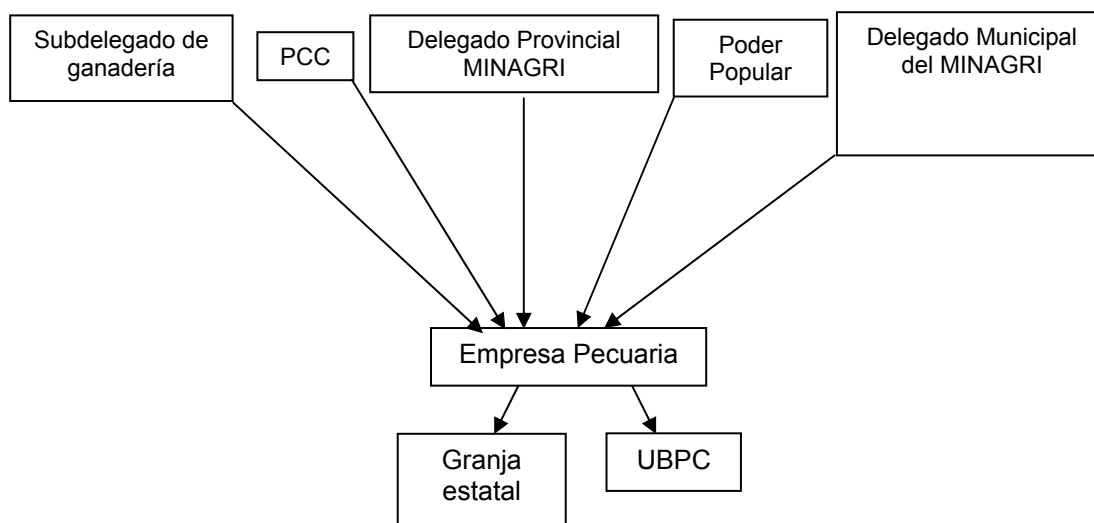 Subdelegado de
ganadería
PCC
Delegado Provincial
MINAGRI
Poder
Popular
Delegado Municipal
del MINAGRI
Empresa Pecuaria
Granja
estatal
UBPC